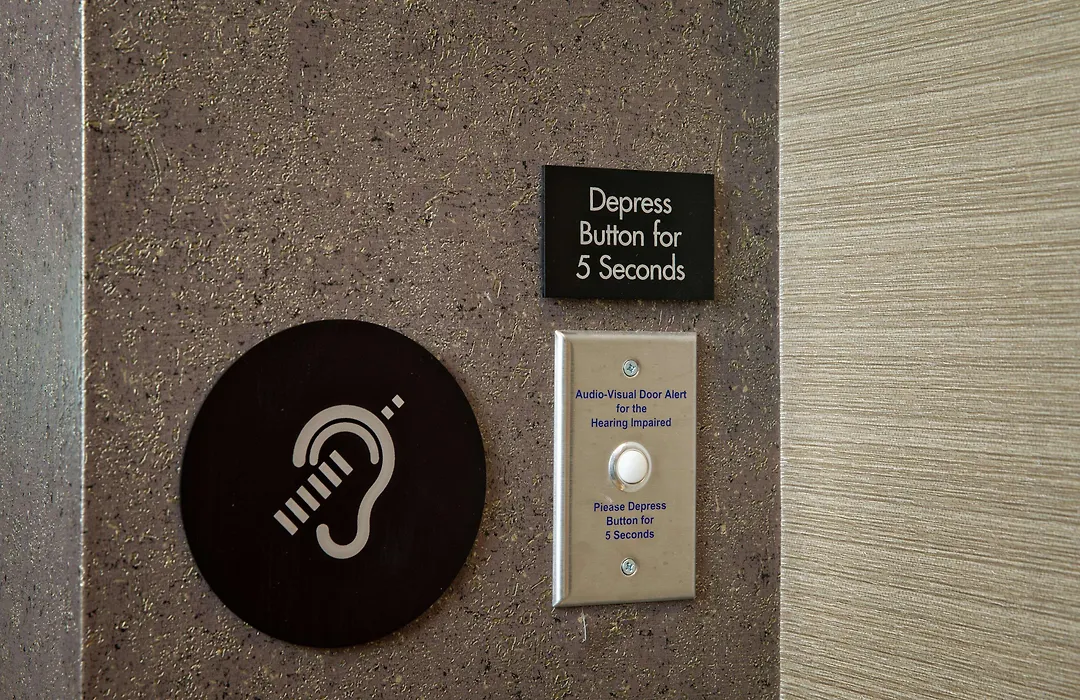 Depress
Button for
5 Seconds
Audio-Visual Door Alert
for the
Hearing Impaired
Please Depress
Button for
5 Seconds